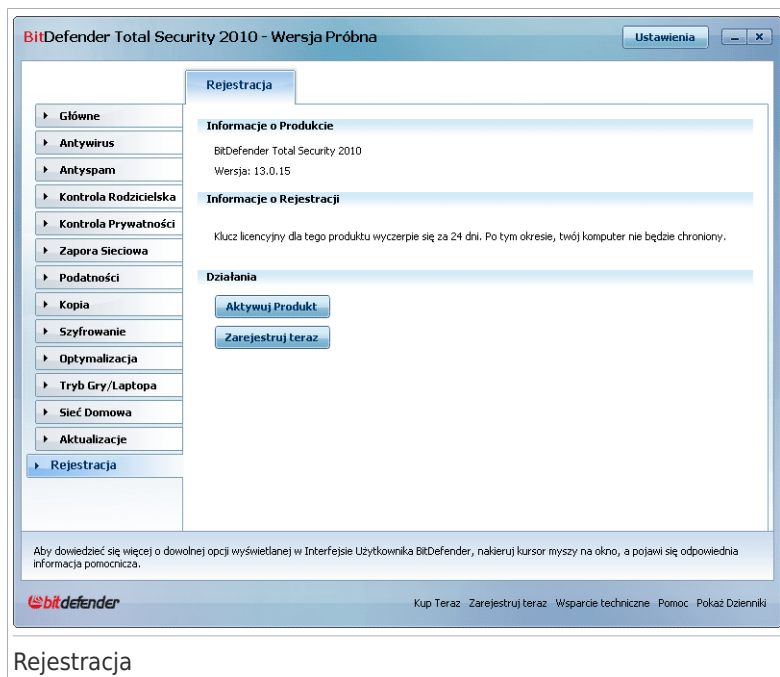 BitDefender Total Security 2010 - Wersja Próbna
Ustawienia
Rejestracja
Główne
Antywirus
Antyspam
Kontrola Rodzicielska
Kontrola Prywatności
Zapora Sieciowa
Podatności
Kopia
Szyfrowanie
Optymalizacja
Tryb Gry/Laptopa
Sieć Domowa
Aktualizacje
Rejestracja
Informacje o Produkcie
BitDefender Total Security 2010
Wersja: 13.0.15
Informacje o Rejestracji
Klucz licencyjny dla tego produktu wyczerpie się za 24 dni. Po tym okresie, twój komputer nie będzie chroniony.
Działania
Aktywuj Produkt
Zarejestruj teraz
Aby dowiedzieć się więcej o dowolnej opcji wyświetlanej w Interfejsie Użytkownika BitDefender, nakieruj kursor myszy na okno, a pojawi się odpowiednia
informacja pomocnicza.
bitdefender
Kup Teraz Zarejestruj teraz Wsparcie techniczne Pomoc Pokaż Dzienniki
Rejestracja